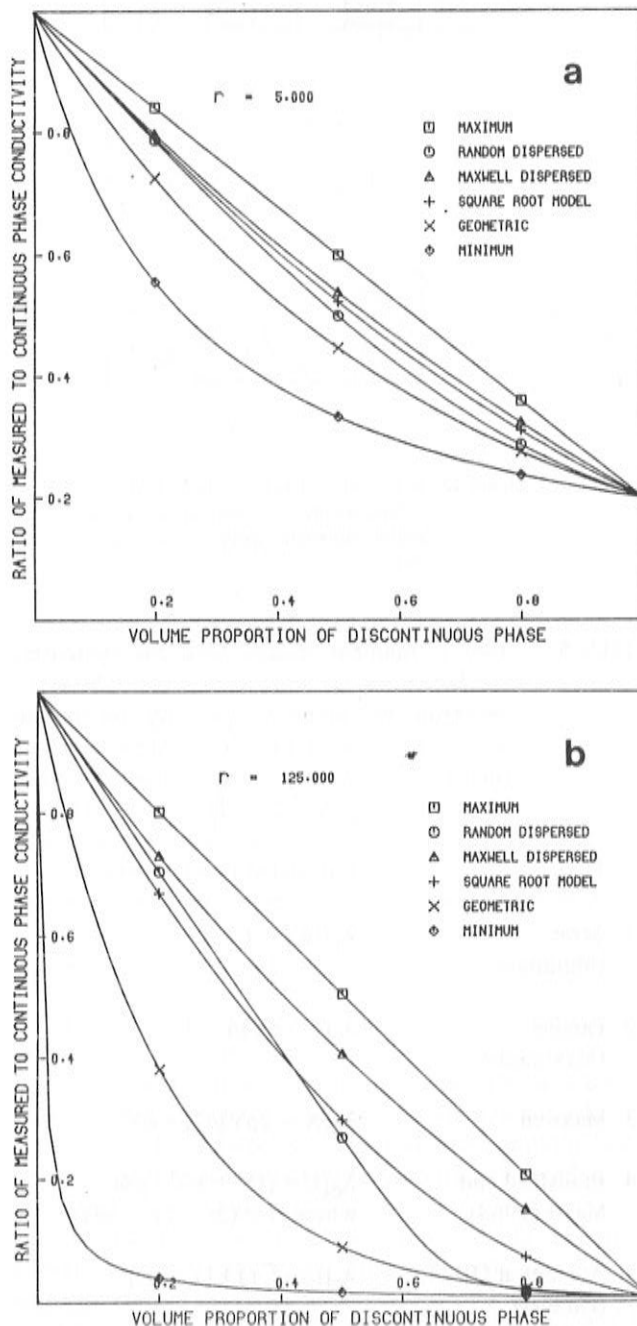 a
Γ = 5.000
MAXIMUM
RANDOM DISPERSED
MAXWELL DISPERSED
SQUARE ROOT MODEL
GEOMETRIC
MINIMUM
RATIO OF MEASURED TO CONTINUOUS PHASE CONDUCTIVITY
0.8
0.6
0.4
0.2
0.2
0.4
0.6
0.8
VOLUME PROPORTION OF DISCONTINUOUS PHASE
b
Γ = 125.000
MAXIMUM
RANDOM DISPERSED
MAXWELL DISPERSED
SQUARE ROOT MODEL
GEOMETRIC
MINIMUM
RATIO OF MEASURED TO CONTINUOUS PHASE CONDUCTIVITY
0.8
0.6
0.4
0.2
0.2
0.4
0.6
0.8
VOLUME PROPORTION OF DISCONTINUOUS PHASE